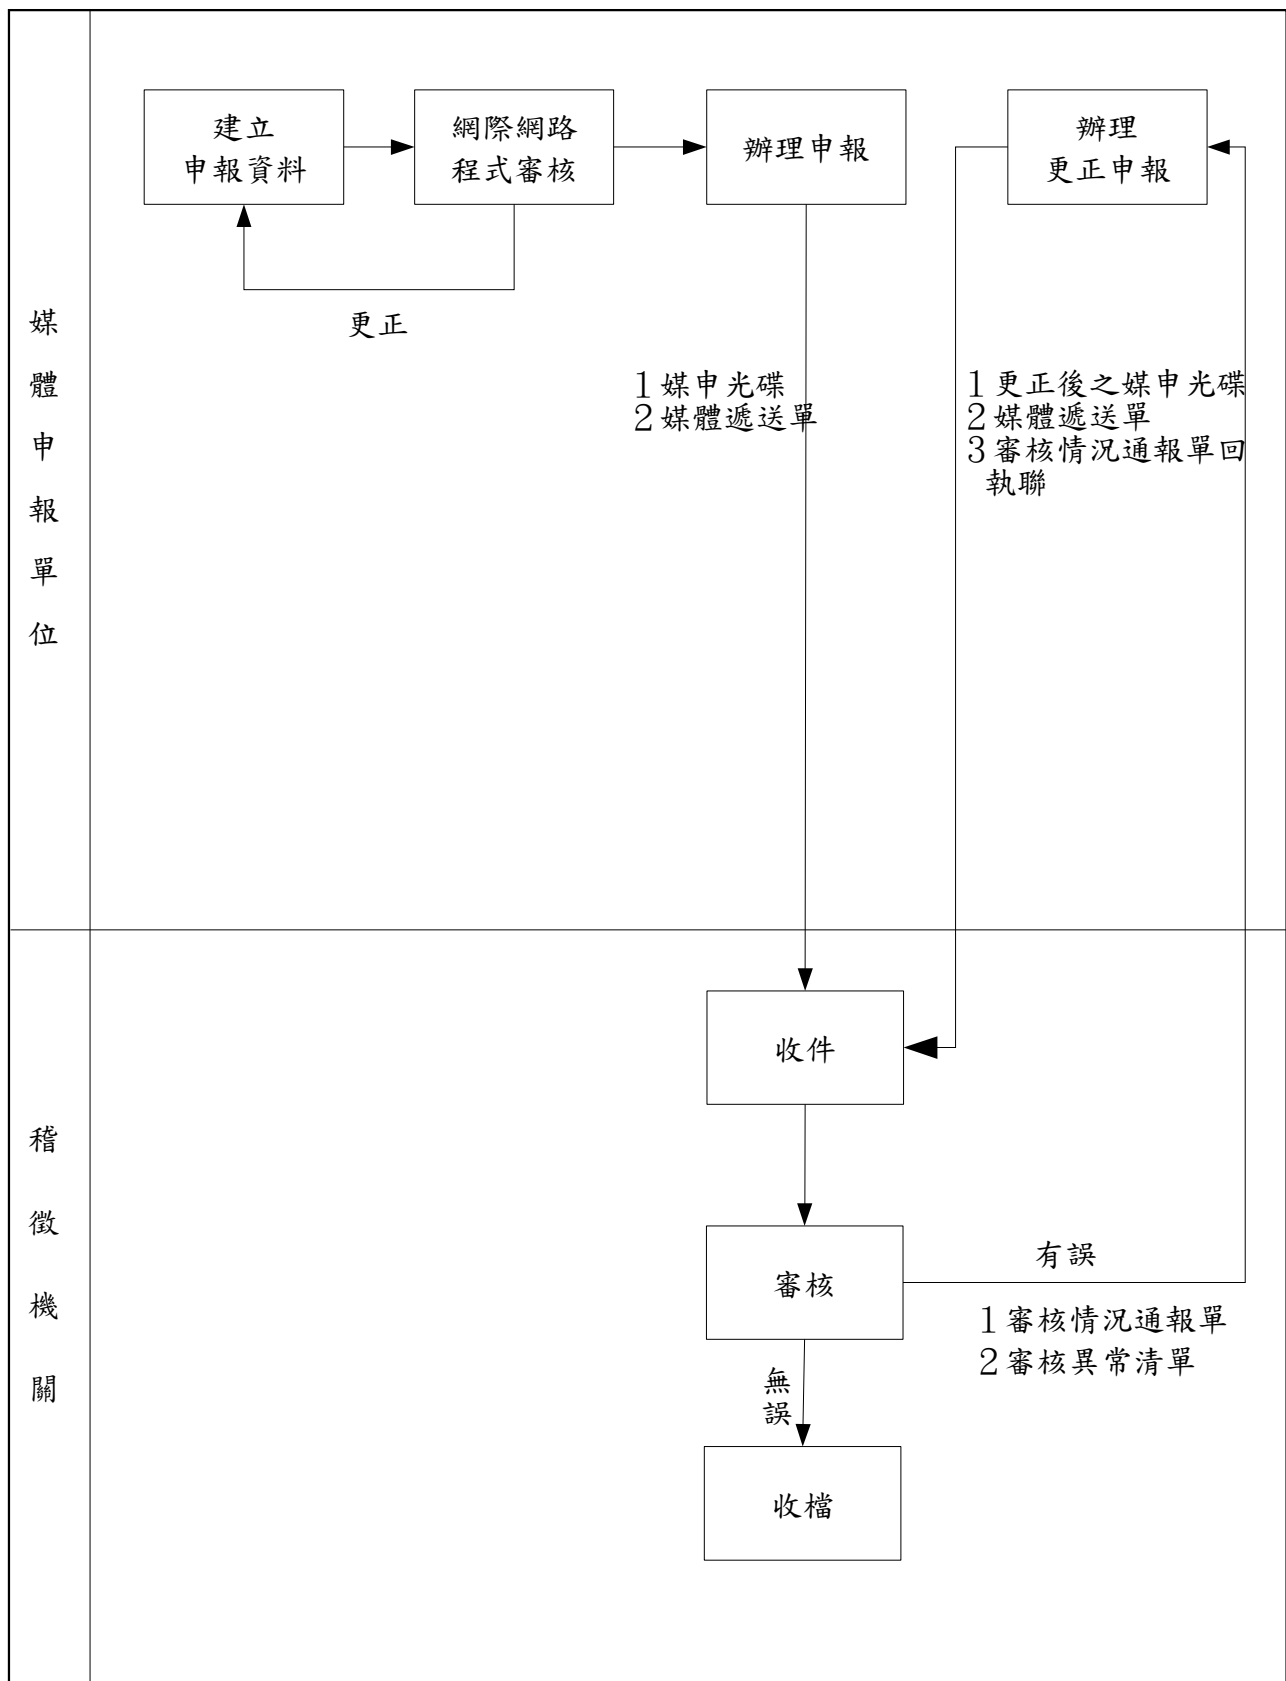 媒體申報單位
建立
申報資料
網際網路
程式審核
辦理申報
辦理
更正申報
更正
1媒申光碟
2媒體遞送單
1更正後之媒申光碟
2媒體遞送單
3審核情況通報單回
執聯
稽徵機關
收件
審核
有誤
1審核情況通報單
2審核異常清單
無誤
收檔